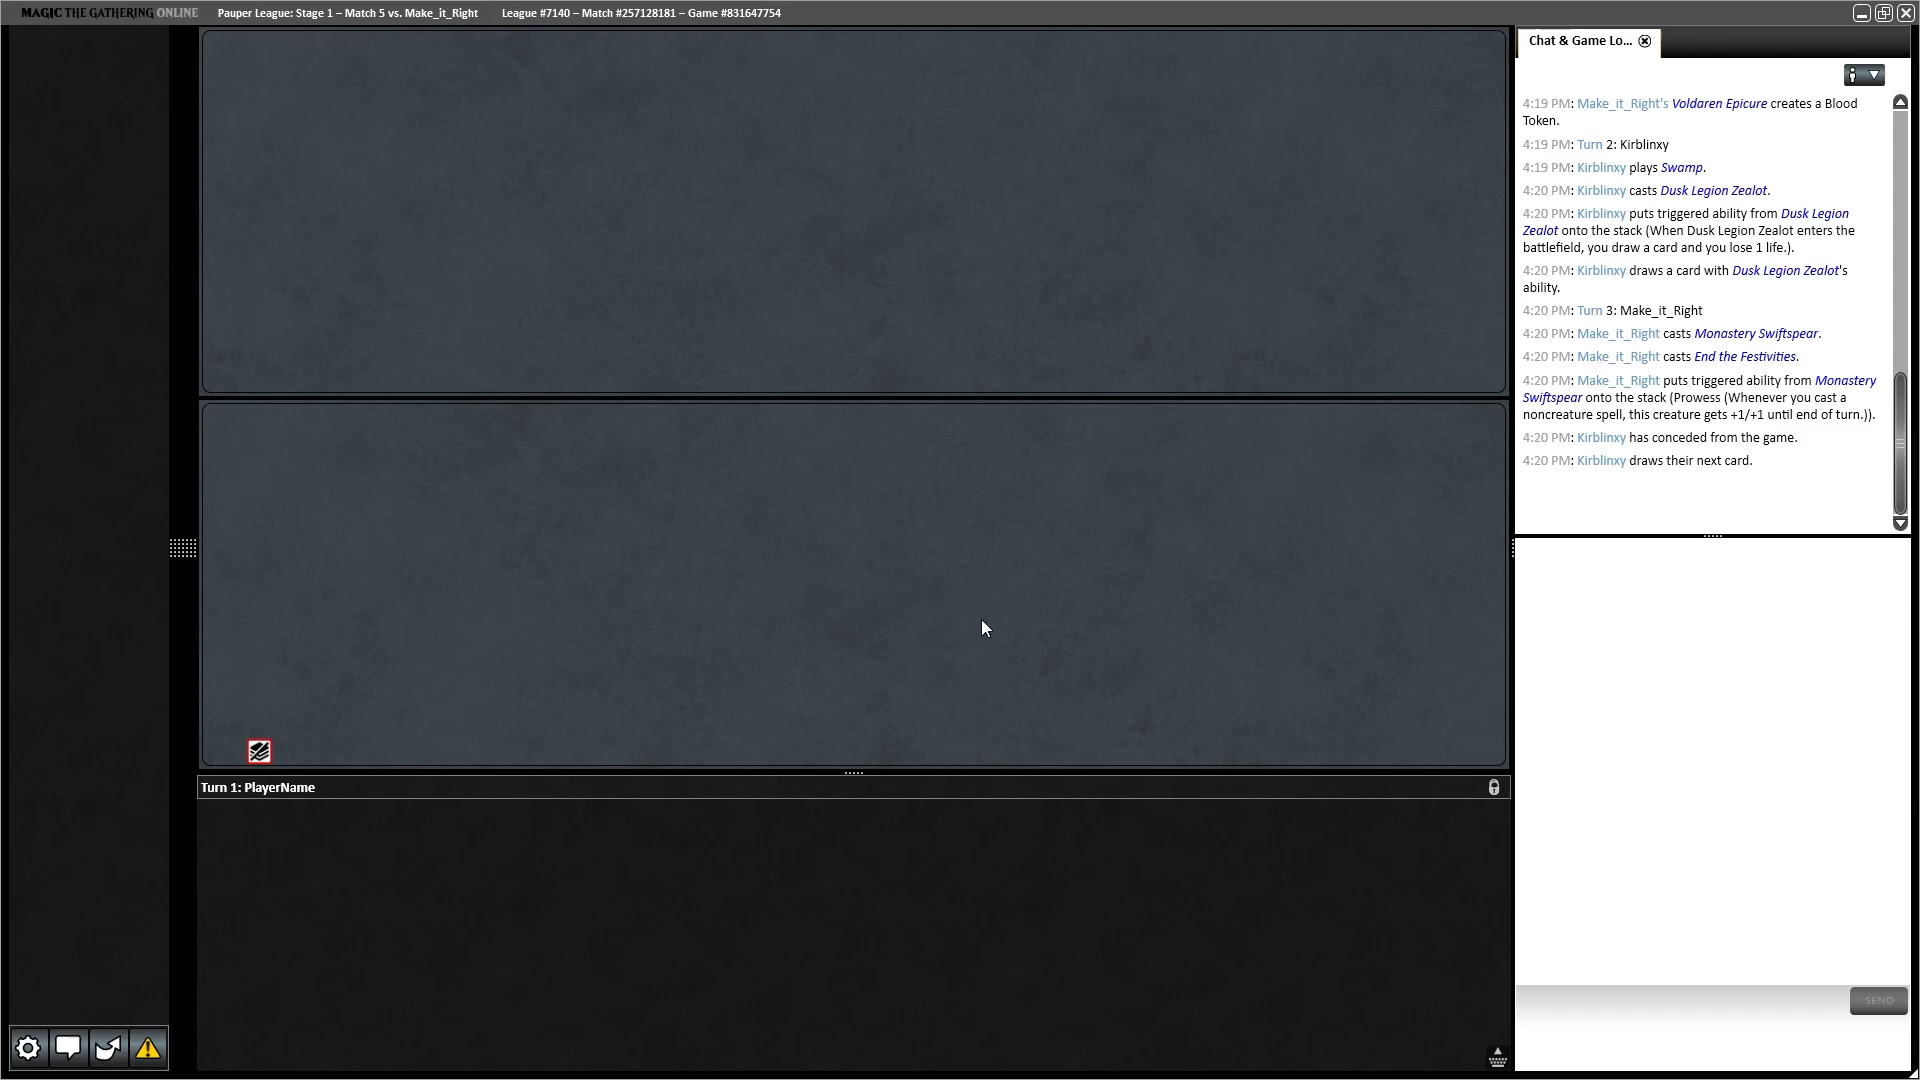 MAGIC THE GATHERING ONLINE Pauper League: Stage 1 – Match 5 vs. Make_it_Right League #7140 – Match #257128181 – Game #831647754
Chat & Game Lo...
4:19 PM: Make_it_Right's Voldaren Epicure creates a Blood
Token.
4:19 PM: Turn 2: Kirblinxy
4:19 PM: Kirblinxy plays Swamp.
4:20 PM: Kirblinxy casts Dusk Legion Zealot.
4:20 PM: Kirblinxy puts triggered ability from Dusk Legion
Zealot onto the stack (When Dusk Legion Zealot enters the
battlefield, you draw a card and you lose 1 life.).
4:20 PM: Kirblinxy draws a card with Dusk Legion Zealot's
ability.
4:20 PM: Turn 3: Make_it_Right
4:20 PM: Make_it_Right casts Monastery Swiftspear.
4:20 PM: Make_it_Right casts End the Festivities.
4:20 PM: Make_it_Right puts triggered ability from Monastery
Swiftspear onto the stack (Prowess (Whenever you cast a
noncreature spell, this creature gets +1/+1 until end of turn.)).
4:20 PM: Kirblinxy has conceded from the game.
4:20 PM: Kirblinxy draws their next card.
Turn 1: PlayerName
SEND